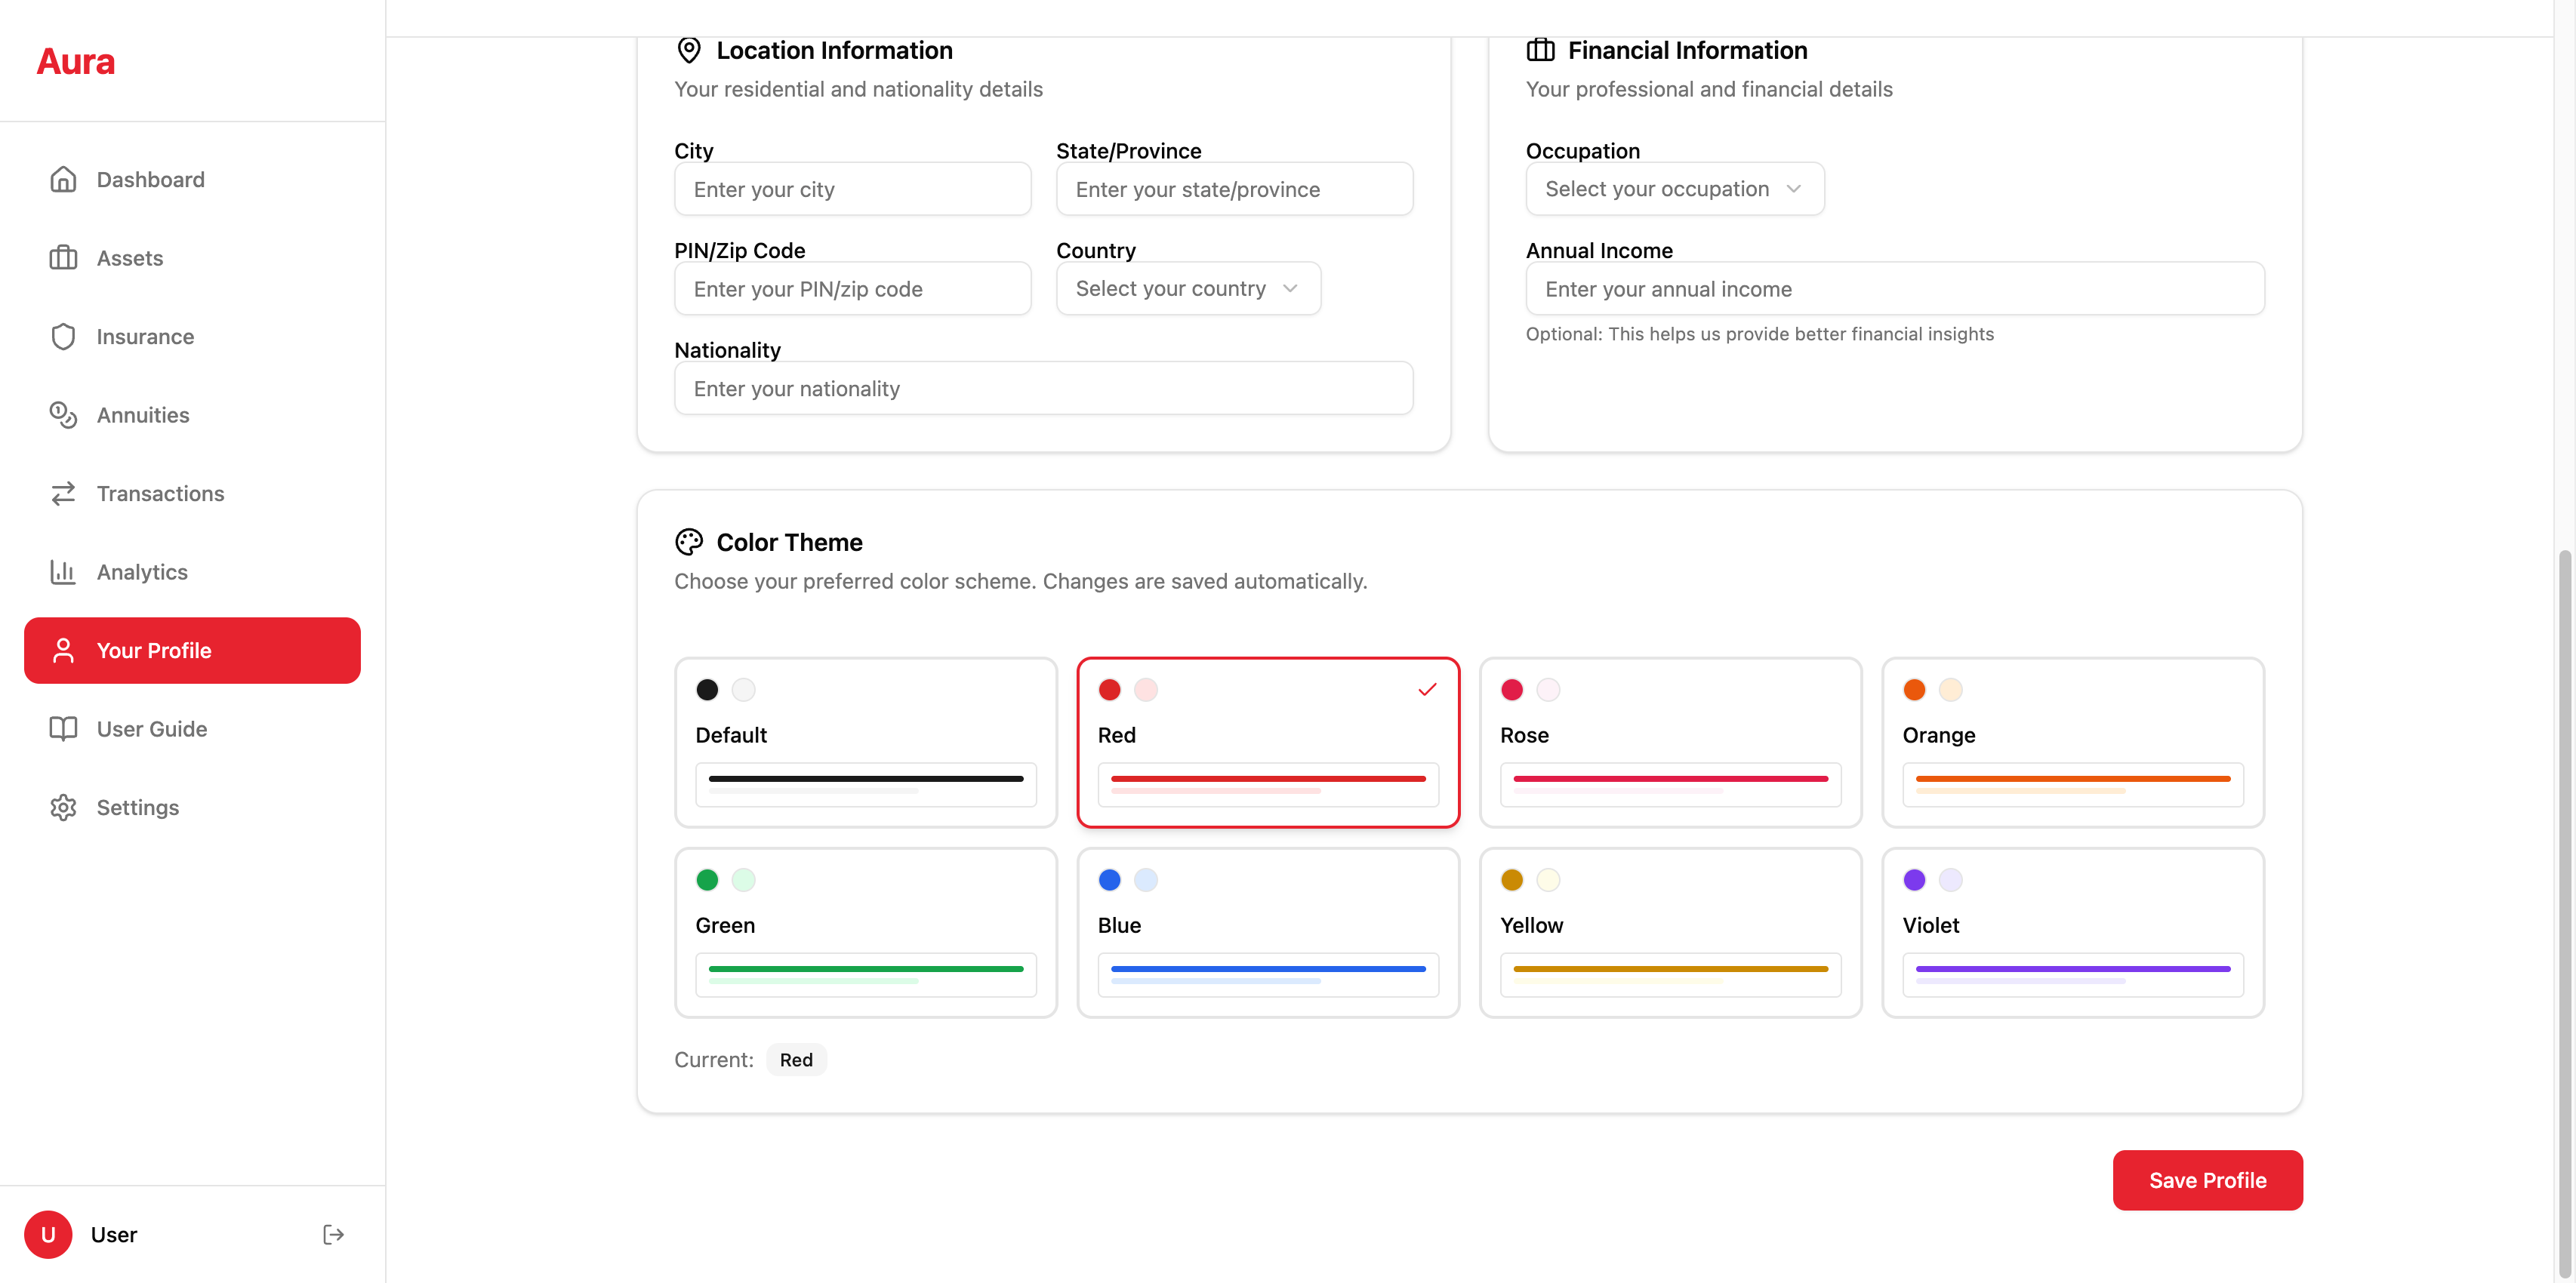 Aura
Dashboard
Assets
Insurance
Annuities
Transactions
Analytics
Your Profile
User Guide
Settings
U
User
Location Information
Your residential and nationality details
City
State/Province
Enter your city
Enter your state/province
PIN/Zip Code
Country
Enter your PIN/zip code
Select your country
Nationality
Enter your nationality
Financial Information
Your professional and financial details
Occupation
Select your occupation
Annual Income
Enter your annual income
Optional: This helps us provide better financial insights
Color Theme
Choose your preferred color scheme. Changes are saved automatically.
Default
Red
Rose
Orange
Green
Blue
Yellow
Violet
Current: Red
Save Profile